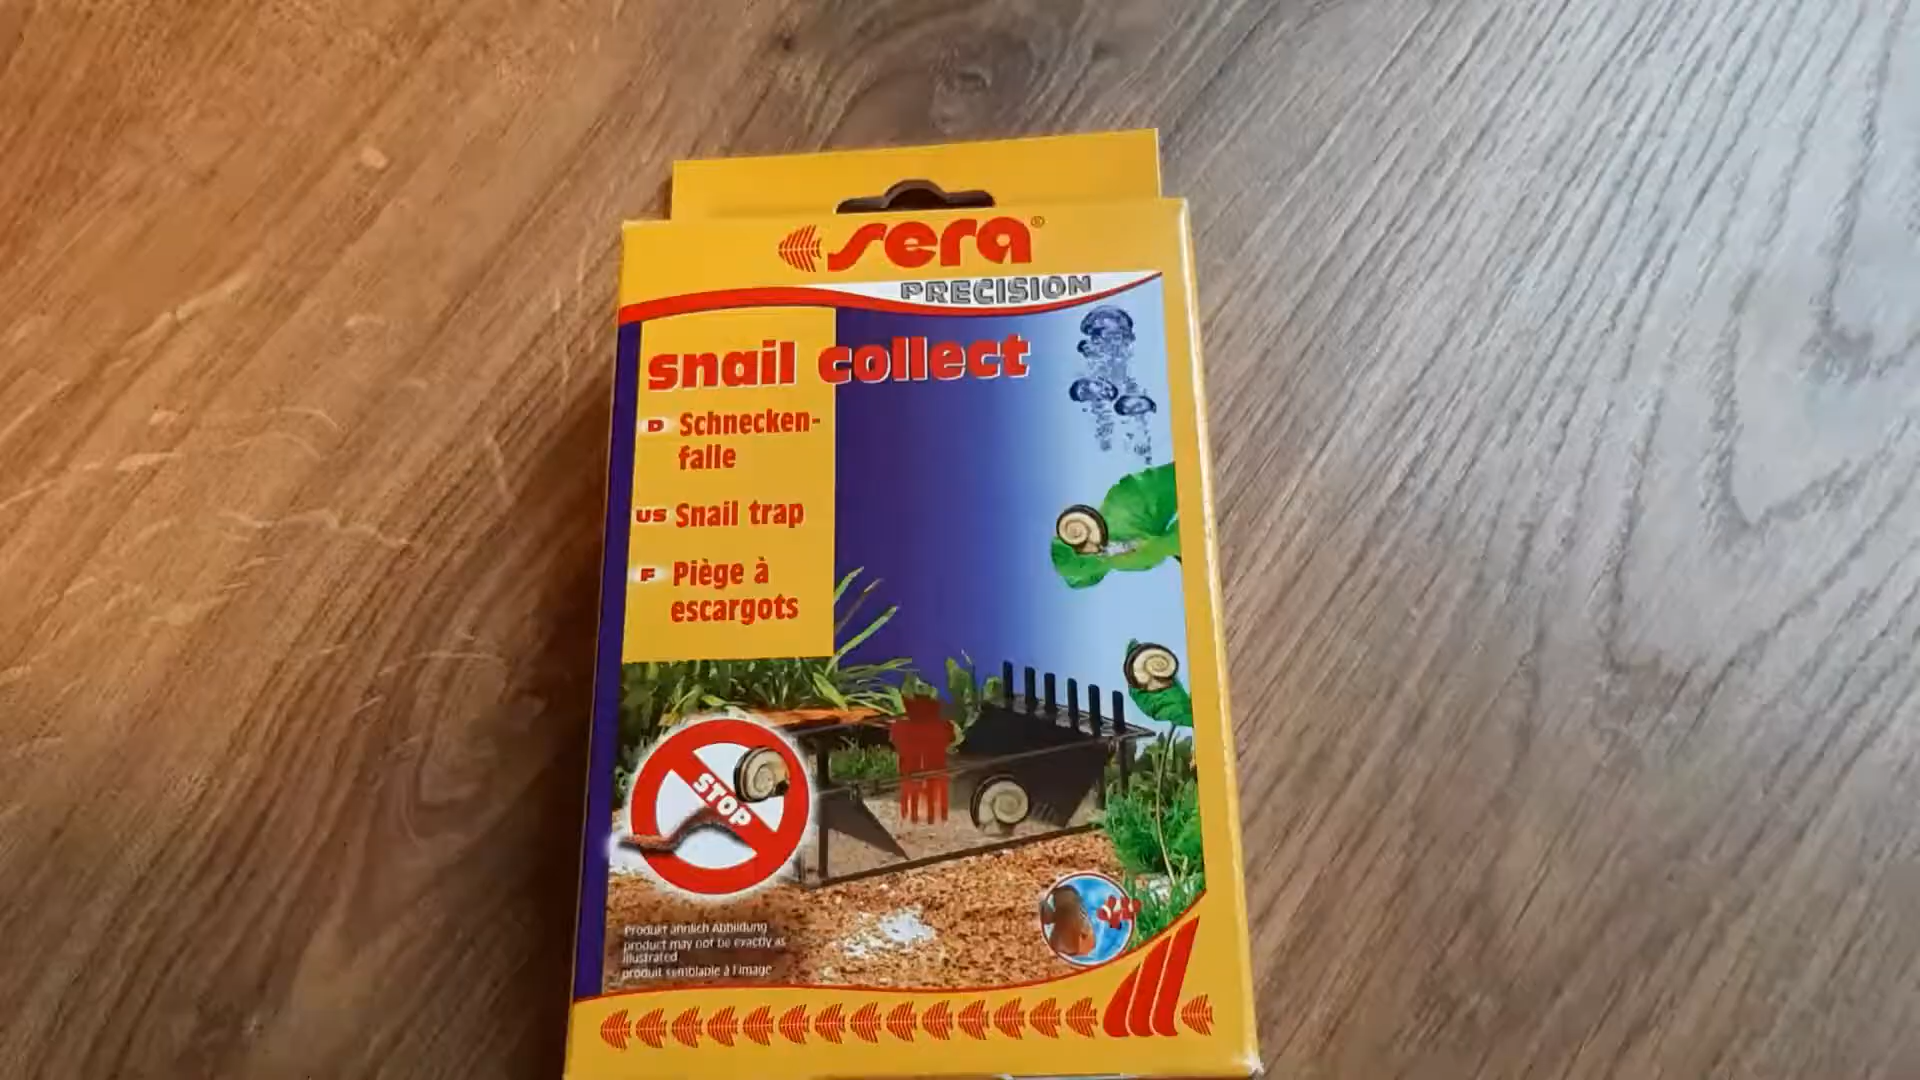 sera®
PRECISION
snail collect
D Schnecken-
falle
US Snail trap
F Piège à
escargots
STOP
Produkt ähnlich Abbildung
product may not be exactly as
illustrated
produit semblable à l'image